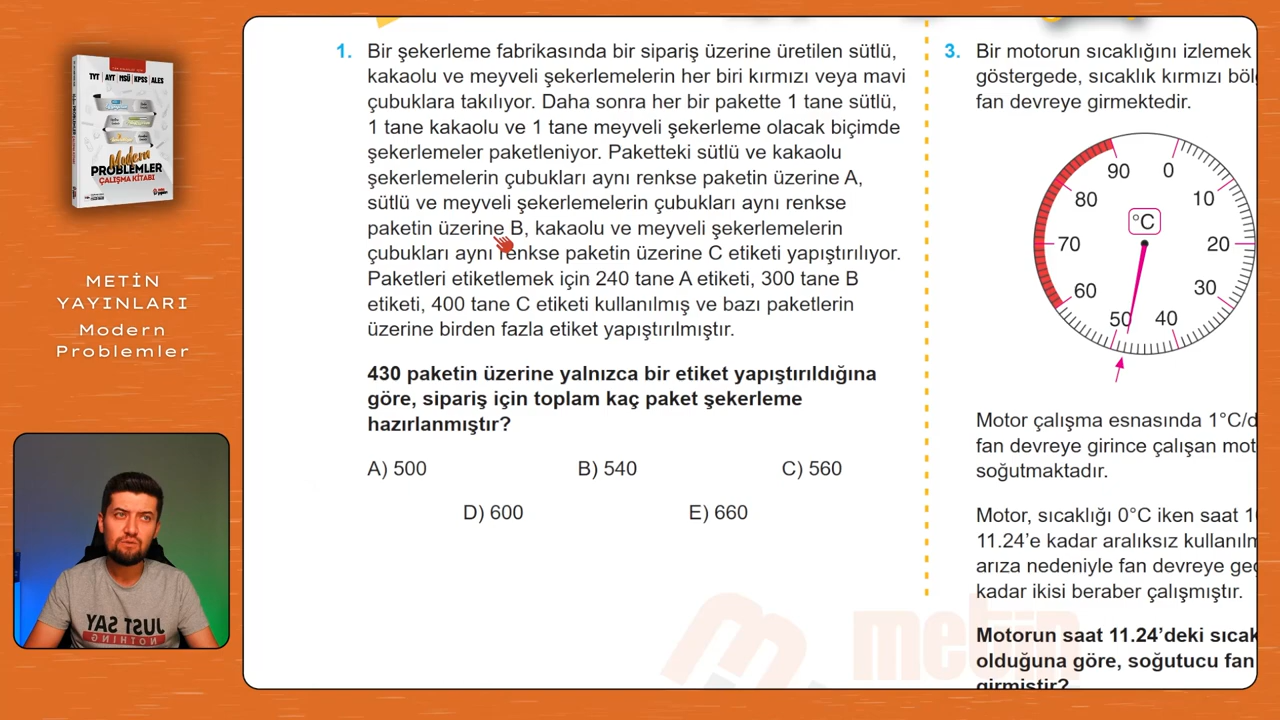 TYT AYT MSÜ KPSS ALES
Modern
PROBLEMLER
ÇALIŞMA KİTABI
METİN
YAYINLARI
Modern
Problemler
JUST SAY
NOTHING
1. Bir şekerleme fabrikasında bir sipariş üzerine üretilen sütlü,
kakaolu ve meyveli şekerlemelerin her biri kırmızı veya mavi
çubuklara takılıyor. Daha sonra her bir pakette 1 tane sütlü,
1 tane kakaolu ve 1 tane meyveli şekerleme olacak biçimde
şekerlemeler paketleniyor. Paketteki sütlü ve kakaolu
şekerlemelerin çubukları aynı renkse paketin üzerine A,
sütlü ve meyveli şekerlemelerin çubukları aynı renkse
paketin üzerine B, kakaolu ve meyveli şekerlemelerin
çubukları aynı renkse paketin üzerine C etiketi yapıştırılıyor.
Paketleri etiketlemek için 240 tane A etiketi, 300 tane B
etiketi, 400 tane C etiketi kullanılmış ve bazı paketlerin
üzerine birden fazla etiket yapıştırılmıştır.
430 paketin üzerine yalnızca bir etiket yapıştırıldığına
göre, sipariş için toplam kaç paket şekerleme
hazırlanmıştır?
A) 500 B) 540 C) 560
D) 600 E) 660
metin
3. Bir motorun sıcaklığını izlemek
göstergede, sıcaklık kırmızı böl
fan devreye girmektedir.
90 0
80 10
°C
70 20
60 30
50 40
Motor çalışma esnasında 1°C/d
fan devreye girince çalışan mot
soğutmaktadır.
Motor, sıcaklığı 0°C iken saat 1
11.24'e kadar aralıksız kullanılm
arıza nedeniyle fan devreye geç
kadar ikisi beraber çalışmıştır.
Motorun saat 11.24'deki sıcak
olduğuna göre, soğutucu fan
girmiştir?